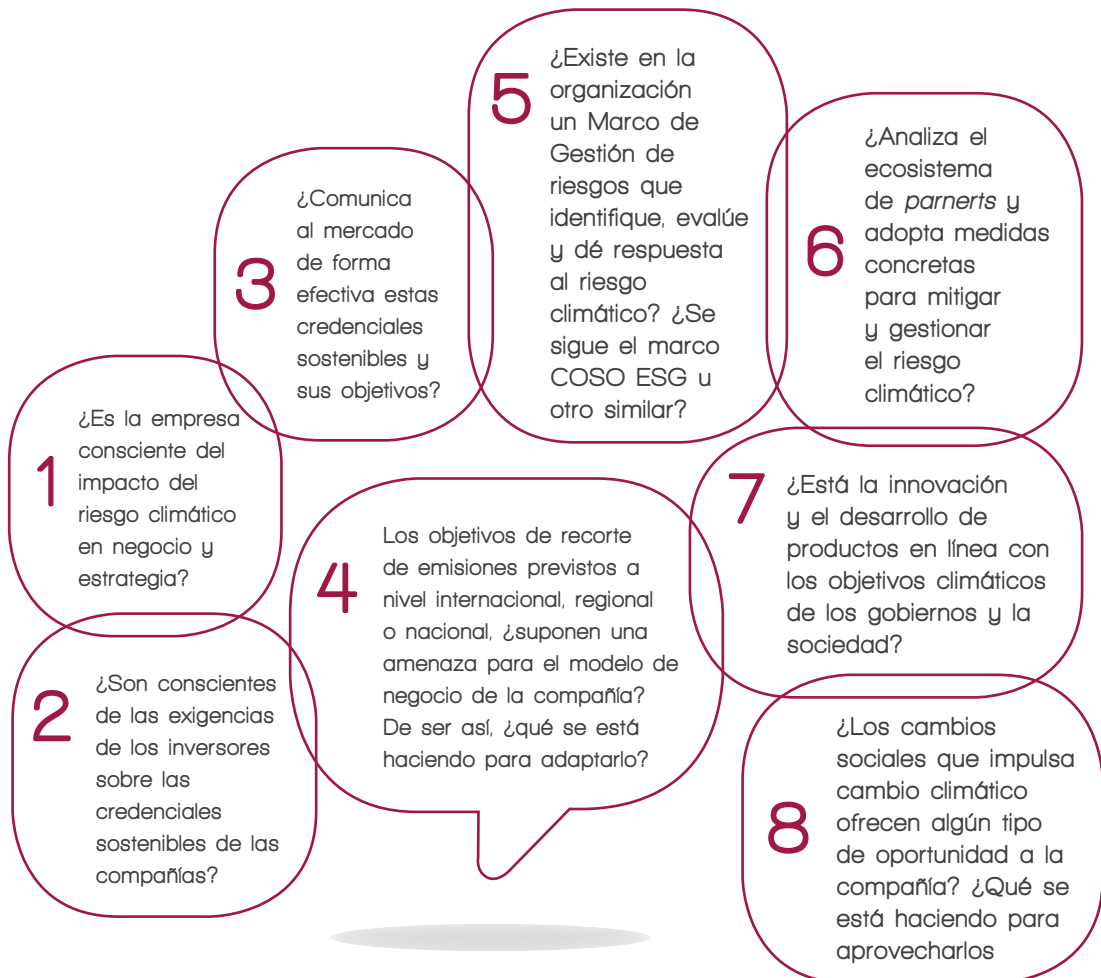 1
¿Es la empresa
consciente del
impacto del
riesgo climático
en negocio y
estrategia?
2
¿Son conscientes
de las exigencias
de los inversores
sobre las
credenciales
sostenibles de las
compañías?
3
¿Comunica
al mercado
de forma
efectiva estas
credenciales
sostenibles y
sus objetivos?
4
Los objetivos de recorte
de emisiones previstos a
nivel internacional, regional
o nacional, ¿suponen una
amenaza para el modelo de
negocio de la compañía?
De ser así, ¿qué se está
haciendo para adaptarlo?
5
¿Existe en la
organización
un Marco de
Gestión de
riesgos que
identifique, evalúe
y dé respuesta
al riesgo
climático? ¿Se
sigue el marco
COSO ESG u
otro similar?
6
¿Analiza el
ecosistema
de parnerts y
adopta medidas
concretas
para mitigar
y gestionar
el riesgo
climático?
7
¿Está la innovación
y el desarrollo de
productos en línea con
los objetivos climáticos
de los gobiernos y la
sociedad?
8
¿Los cambios
sociales que impulsa
cambio climático
ofrecen algún tipo
de oportunidad a la
compañía? ¿Qué se
está haciendo para
aprovecharlos